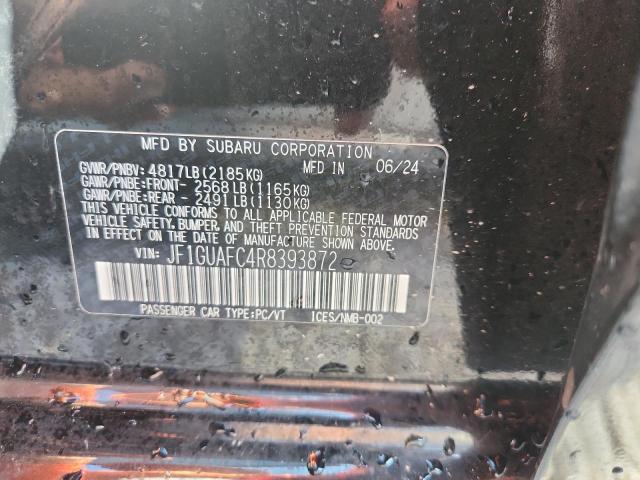 MFD BY SUBARU CORPORATION
GVWR/PNBV: 4817LB(2185KG) MFD IN 06/24
GAWR/PNBE:FRONT- 2568LB(1165KG)
GAWR/PNBE:REAR - 2491LB(1130KG)
THIS VEHICLE CONFORMS TO ALL APPLICABLE FEDERAL MOTOR
VEHICLE SAFETY, BUMPER, AND THEFT PREVENTION STANDARDS
IN EFFECT ON THE DATE OF MANUFACTURE SHOWN ABOVE.
VIN: JF1GUAFC4R8393872
PASSENGER CAR TYPE:PC/VT ICES/NMB-002